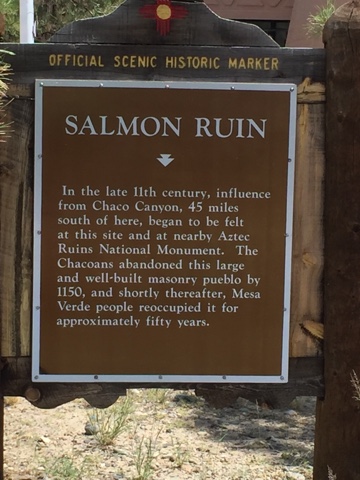 OFFICIAL SCENIC HISTORIC MARKER
SALMON RUIN
In the late 11th century, influence
from Chaco Canyon, 45 miles
south of here, began to be felt
at this site and at nearby Aztec
Ruins National Monument. The
Chacoans abandoned this large
and well-built masonry pueblo by
1150, and shortly thereafter, Mesa
Verde people reoccupied it for
approximately fifty years.